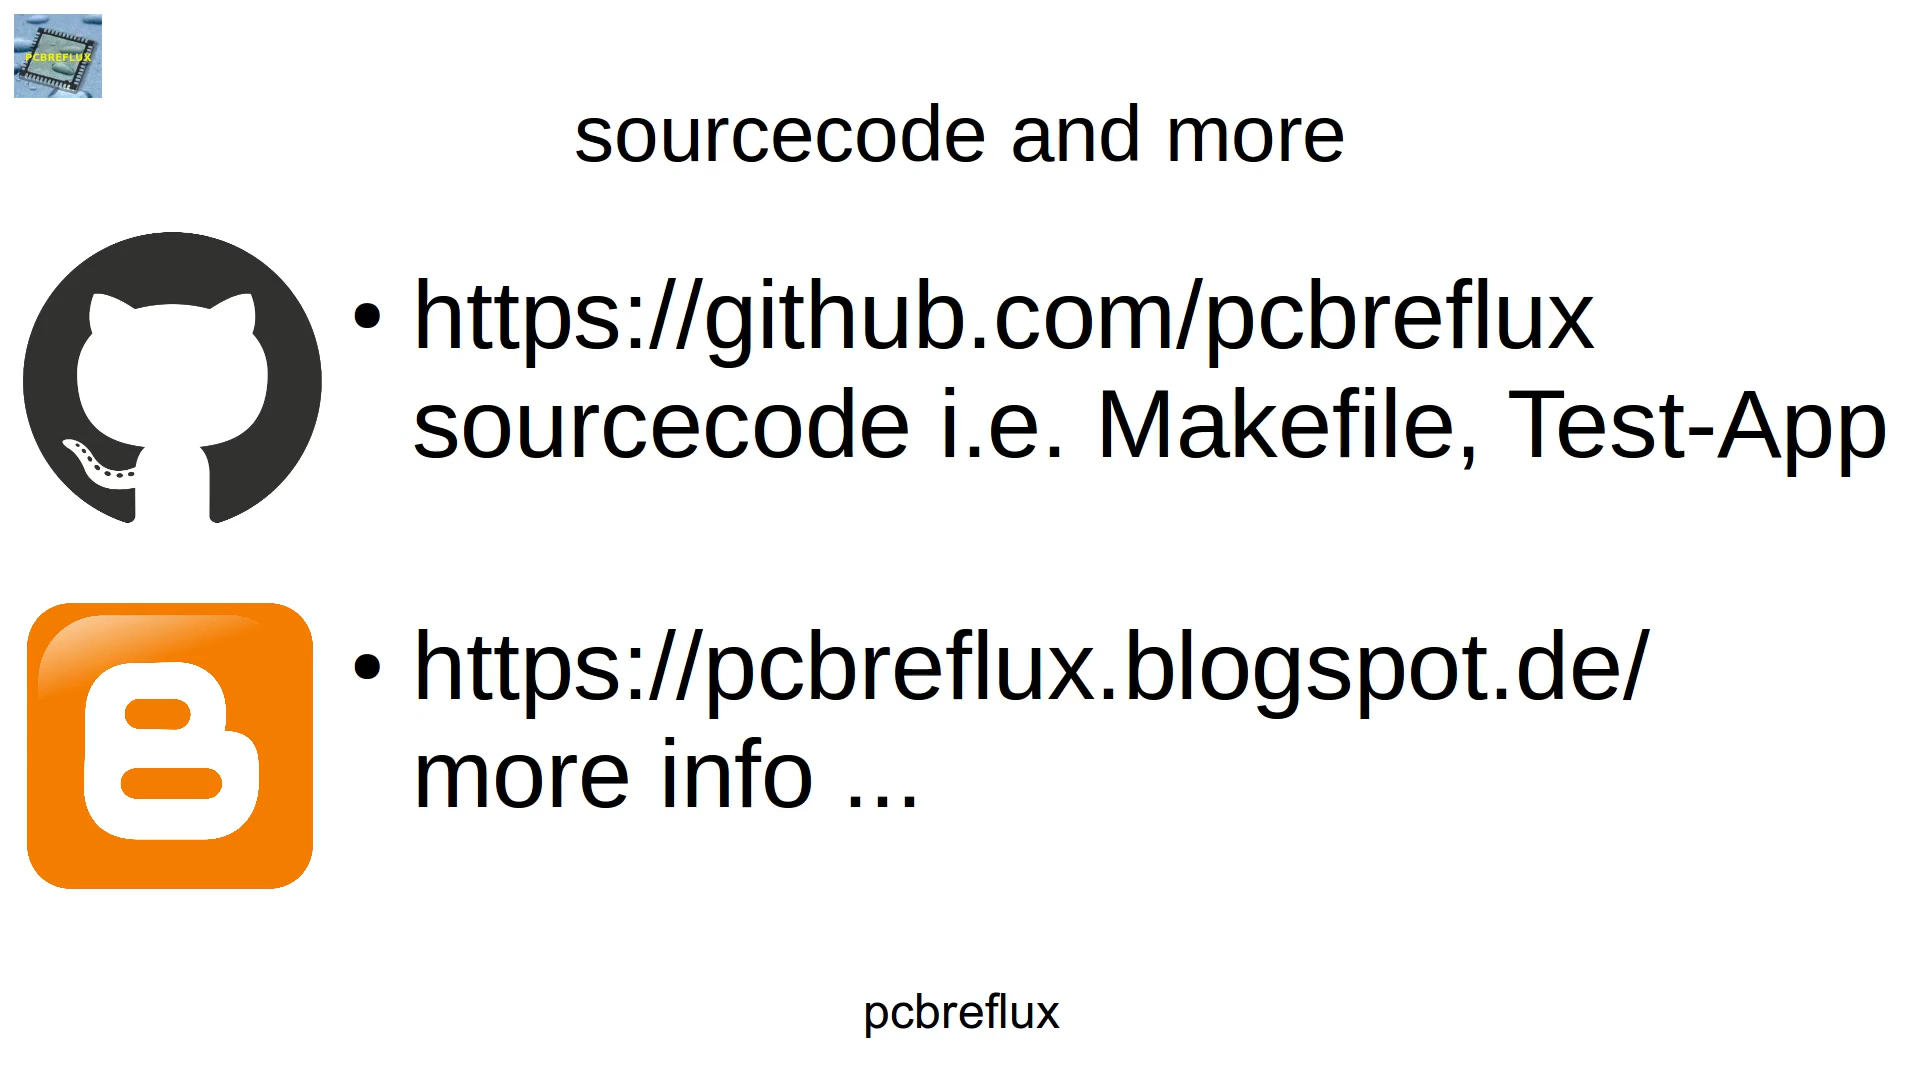 PCBREFLUX
sourcecode and more
• https://github.com/pcbreflux
sourcecode i.e. Makefile, Test-App
• https://pcbreflux.blogspot.de/
more info ...
pcbreflux